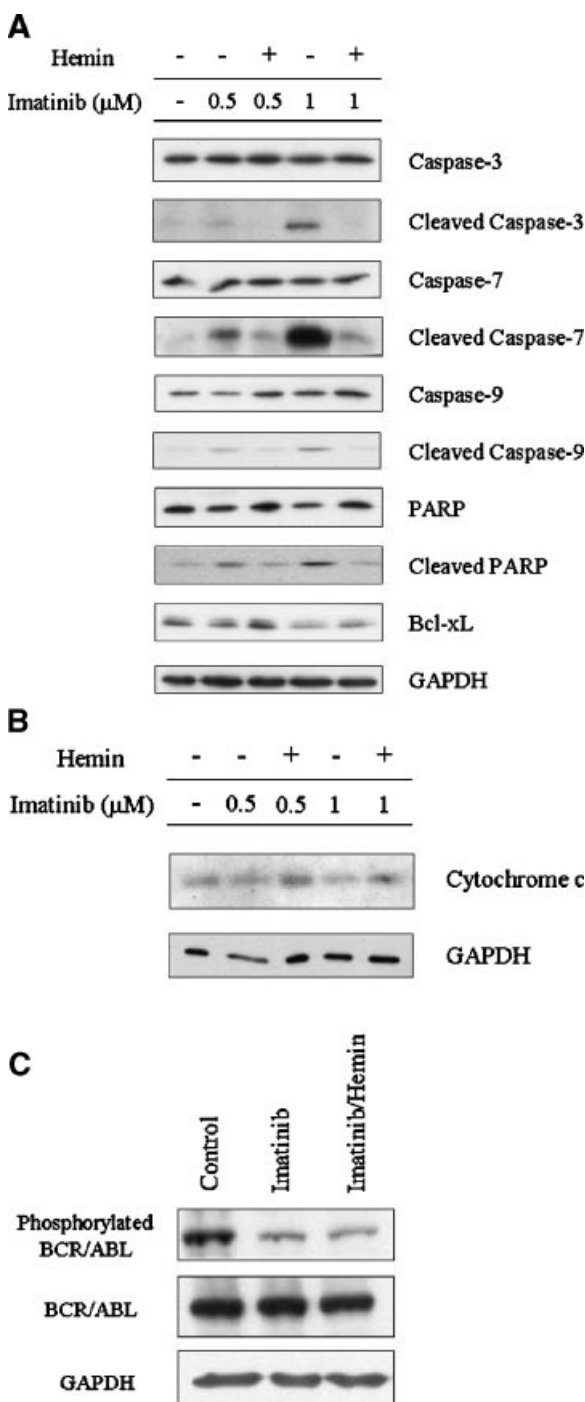 A
Hemin - - + - +
Imatinib (μM) - 0.5 0.5 1 1
Caspase-3
Cleaved Caspase-3
Caspase-7
Cleaved Caspase-7
Caspase-9
Cleaved Caspase-9
PARP
Cleaved PARP
Bcl-xL
GAPDH
B
Hemin - - + - +
Imatinib (μM) - 0.5 0.5 1 1
Cytochrome c
GAPDH
C
Control
Imatinib
Imatinib/Hemin
Phosphorylated
BCR/ABL
BCR/ABL
GAPDH